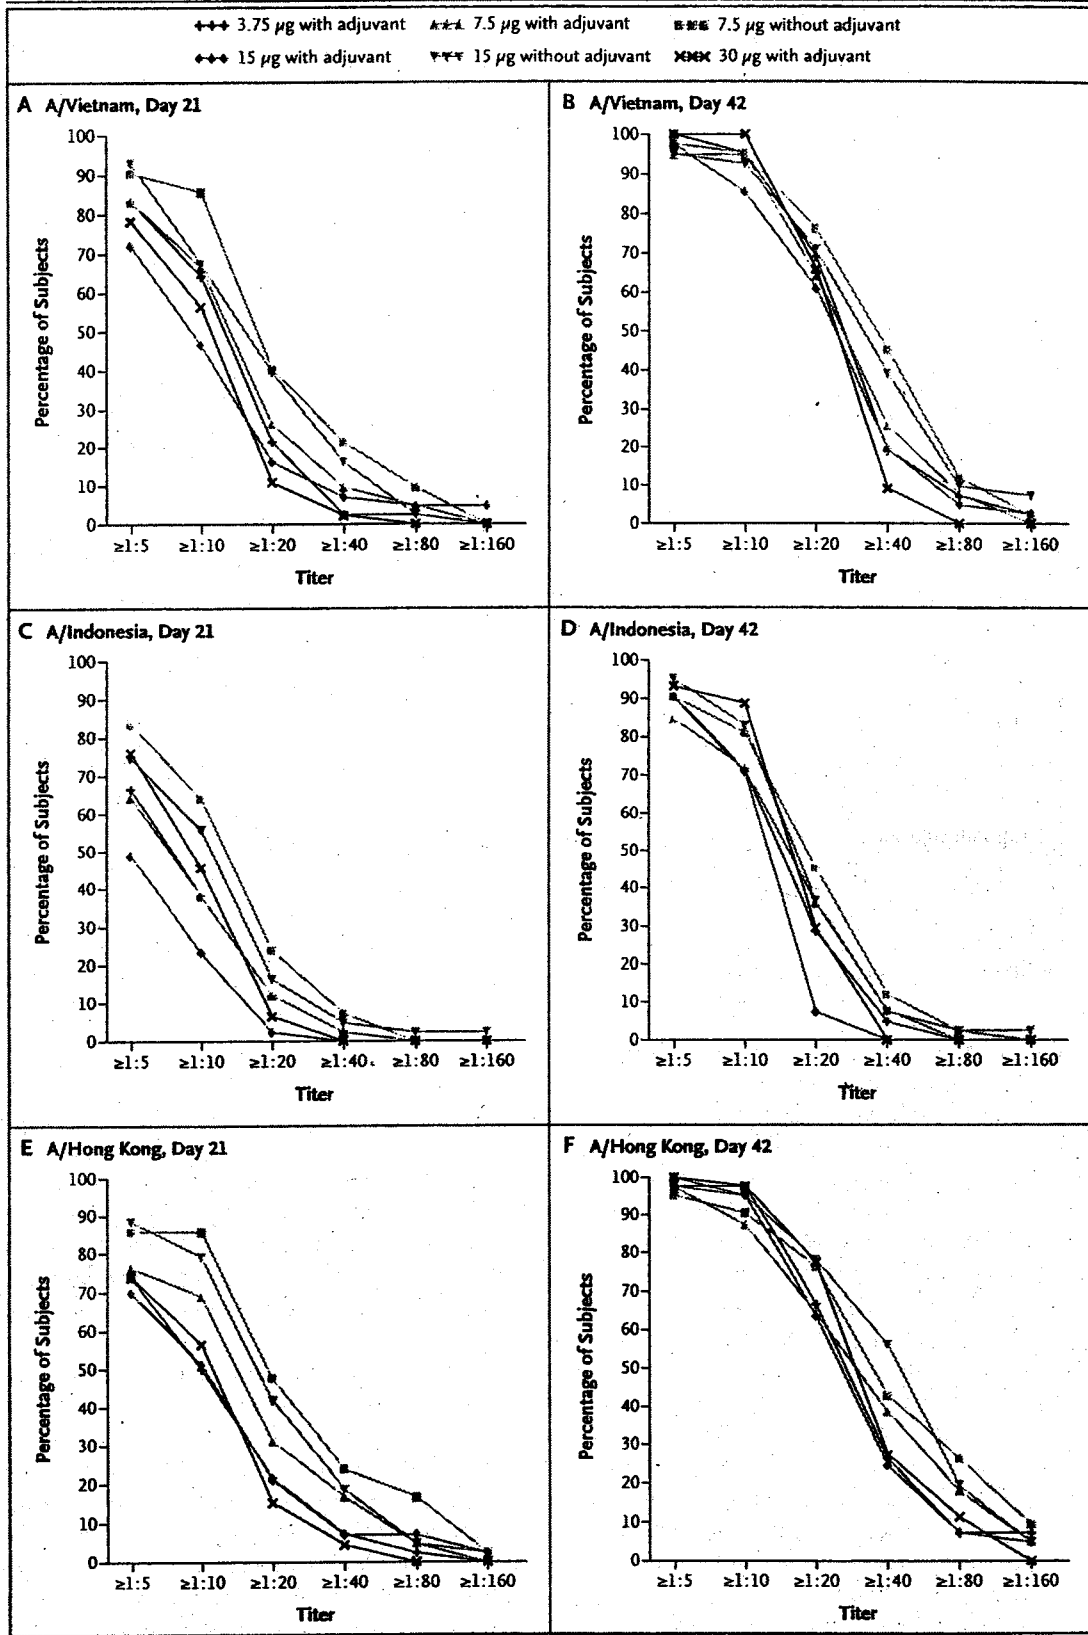 3.75 µg with adjuvant 7.5 µg with adjuvant 7.5 µg without adjuvant
15 µg with adjuvant 15 µg without adjuvant 30 µg with adjuvant
A A/Vietnam, Day 21
100
90
80
70
60
50
40
30
20
10
0
Percentage of Subjects
≥1:5 ≥1:10 ≥1:20 ≥1:40 ≥1:80 ≥1:160
Titer
B A/Vietnam, Day 42
100
90
80
70
60
50
40
30
20
10
0
Percentage of Subjects
≥1:5 ≥1:10 ≥1:20 ≥1:40 ≥1:80 ≥1:160
Titer
C A/Indonesia, Day 21
100
90
80
70
60
50
40
30
20
10
0
Percentage of Subjects
≥1:5 ≥1:10 ≥1:20 ≥1:40 ≥1:80 ≥1:160
Titer
D A/Indonesia, Day 42
100
90
80
70
60
50
40
30
20
10
0
Percentage of Subjects
≥1:5 ≥1:10 ≥1:20 ≥1:40 ≥1:80 ≥1:160
Titer
E A/Hong Kong, Day 21
100
90
80
70
60
50
40
30
20
10
0
Percentage of Subjects
≥1:5 ≥1:10 ≥1:20 ≥1:40 ≥1:80 ≥1:160
Titer
F A/Hong Kong, Day 42
100
90
80
70
60
50
40
30
20
10
0
Percentage of Subjects
≥1:5 ≥1:10 ≥1:20 ≥1:40 ≥1:80 ≥1:160
Titer